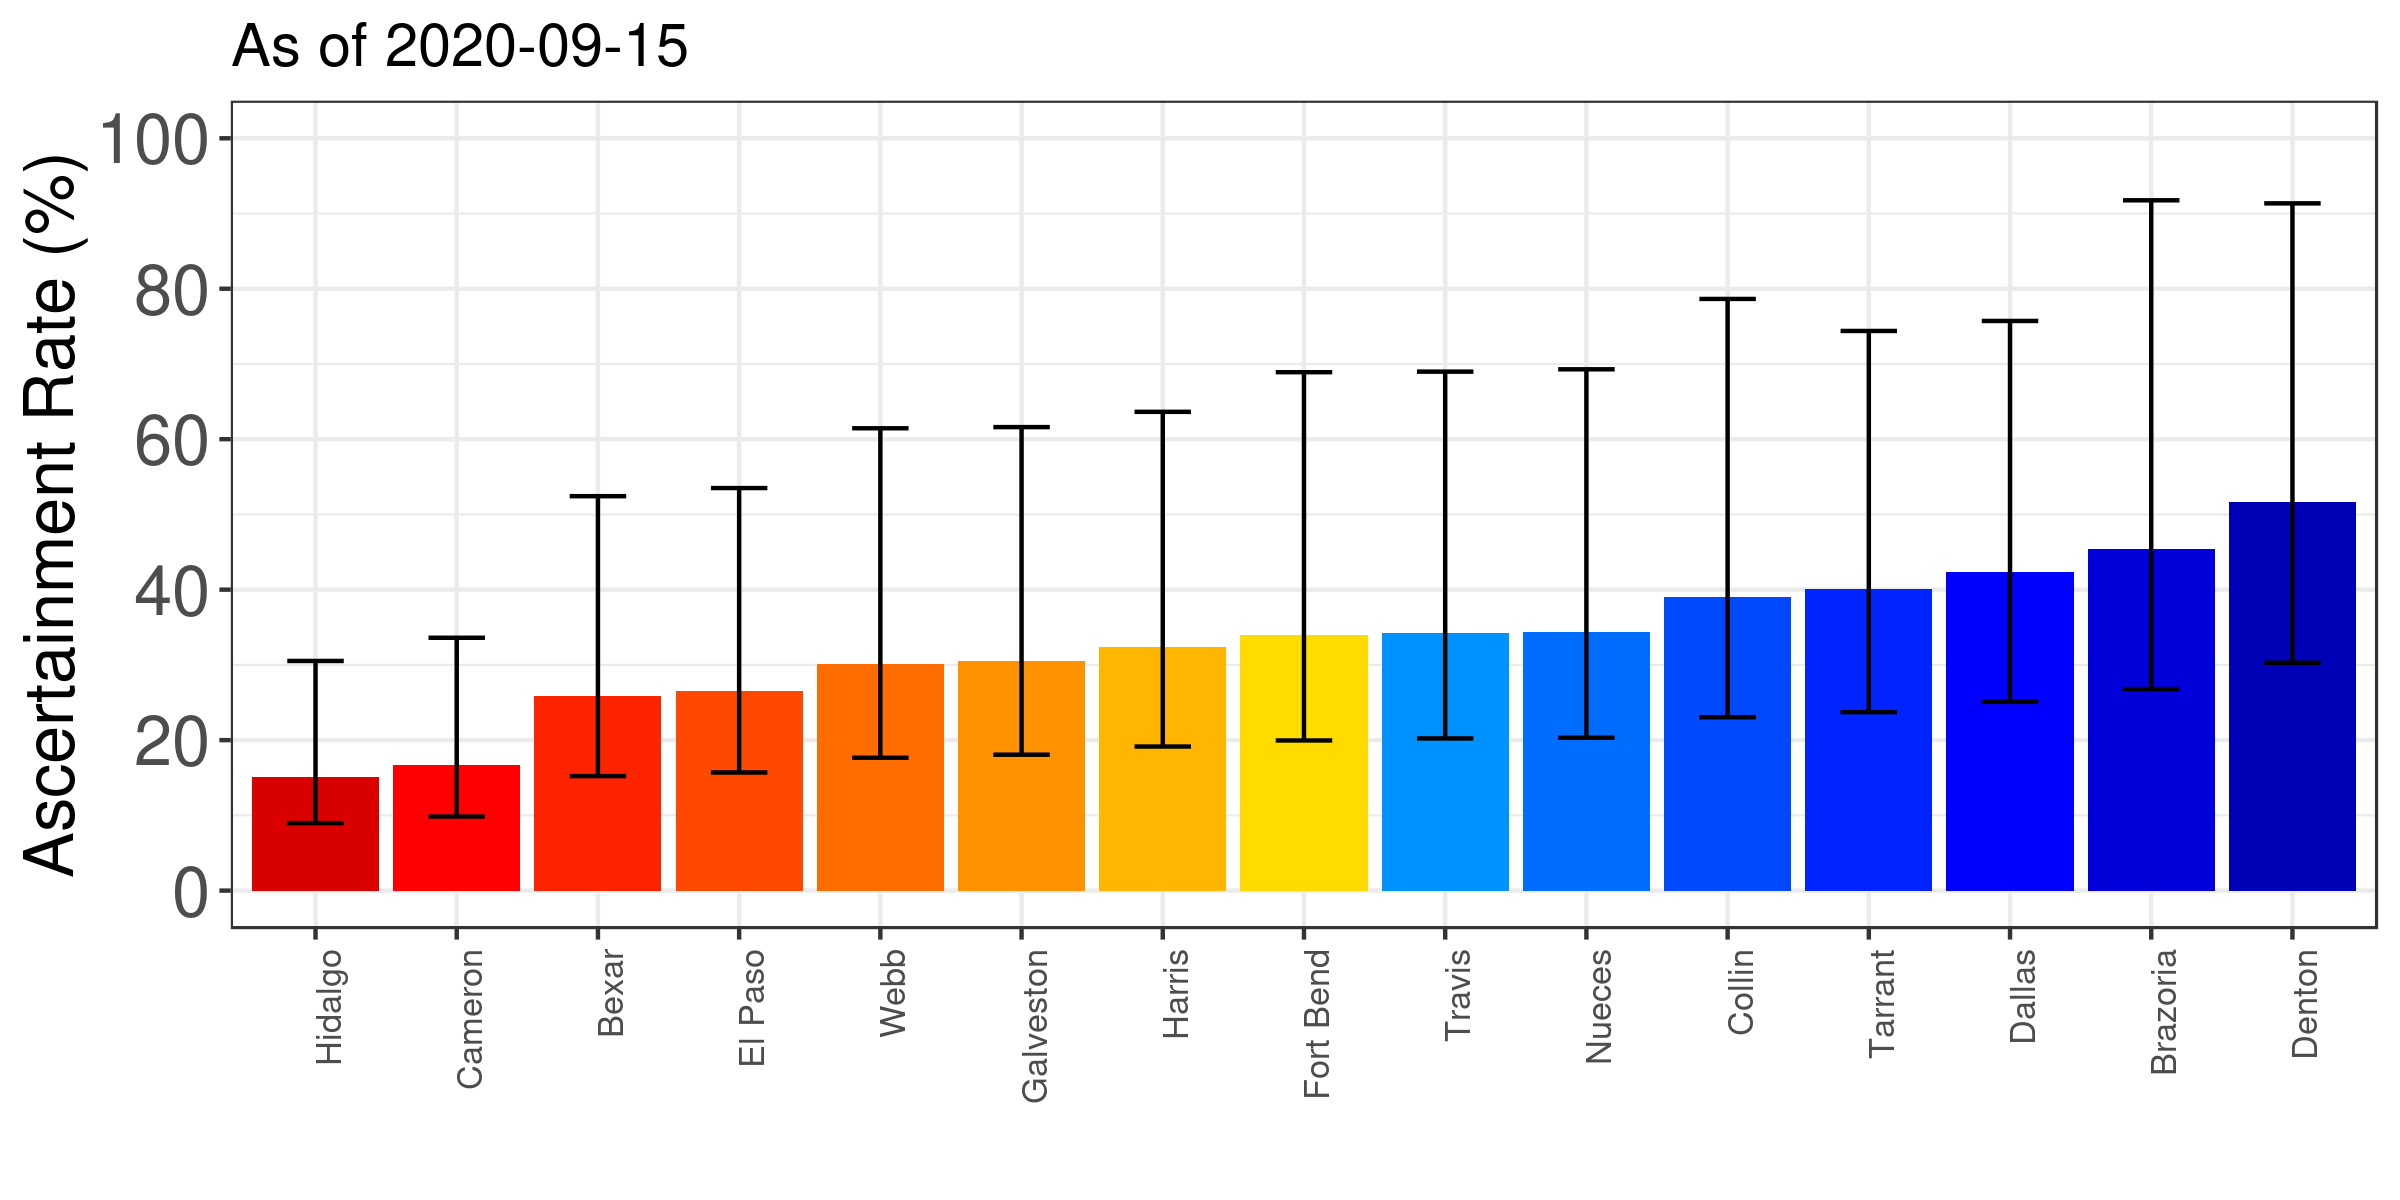 As of 2020-09-15
Ascertainment Rate (%)
100
80
60
40
20
0
Hidalgo
Cameron
Bexar
El Paso
Webb
Galveston
Harris
Fort Bend
Travis
Nueces
Collin
Tarrant
Dallas
Brazoria
Denton